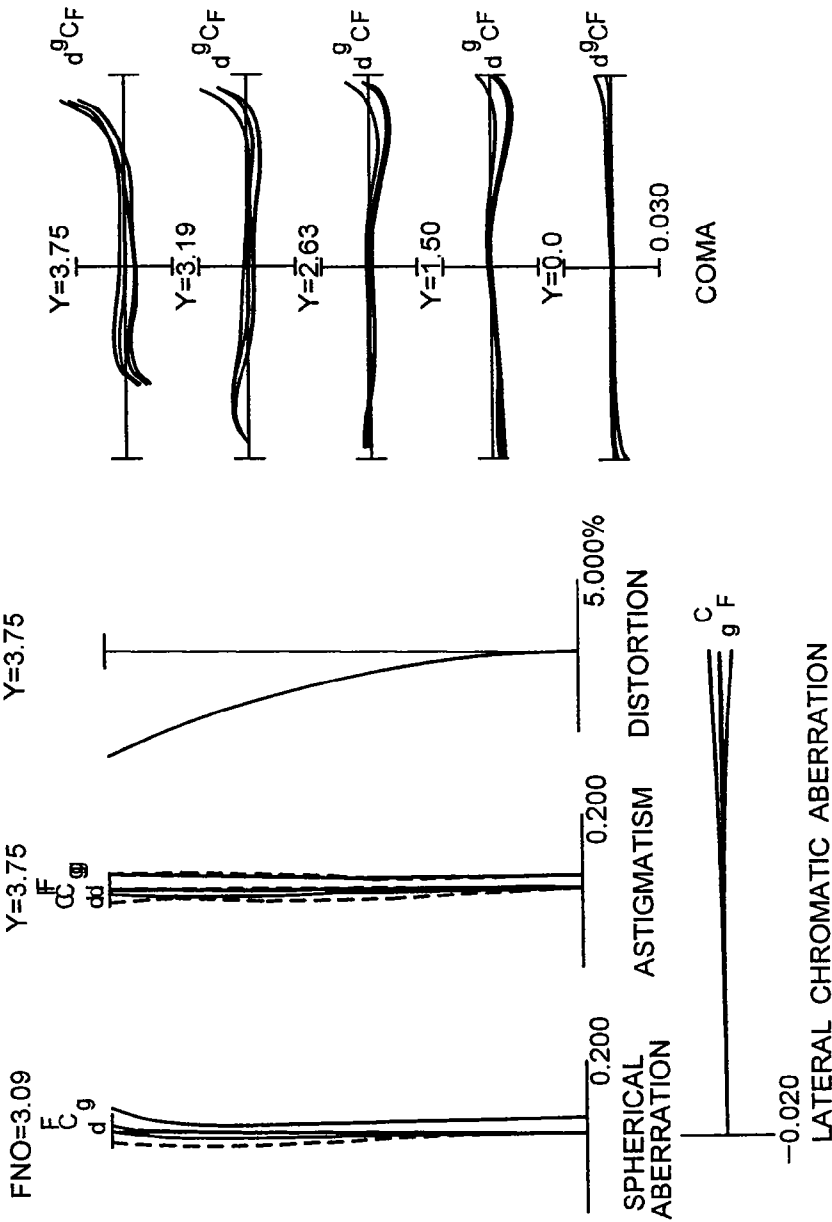 FNO=3.09
F
C g
d
0.200
SPHERICAL
ABERRATION
Y=3.75
F
C g
d
0.200
ASTIGMATISM
Y=3.75
5.000%
DISTORTION
Y=3.75
d g C F
Y=3.19
d g C F
Y=2.63
d g C F
Y=1.50
d g C F
Y=0.0
d g C F
0.030
COMA
C
g F
−0.020
LATERAL CHROMATIC ABERRATION